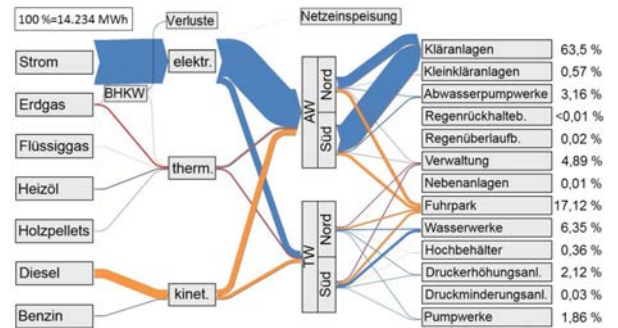 100 %=14.234 MWh
Verluste
Netzeinspeisung
Strom
Erdgas
Flüssiggas
Heizöl
Holzpellets
Diesel
Benzin
BHKW
elektr.
therm.
kinet.
AW
Nord
Süd
TW
Nord
Süd
Kläranlagen 63,5 %
Kleinkläranlagen 0,57 %
Abwasserpumpwerke 3,16 %
Regenrückhalteb. <0,01 %
Regenüberlaufb. 0,02 %
Verwaltung 4,89 %
Nebenanlagen 0,01 %
Fuhrpark 17,12 %
Wasserwerke 6,35 %
Hochbehälter 0,36 %
Druckerhöhungsanl. 2,12 %
Druckminderungsanl. 0,03 %
Pumpwerke 1,86 %